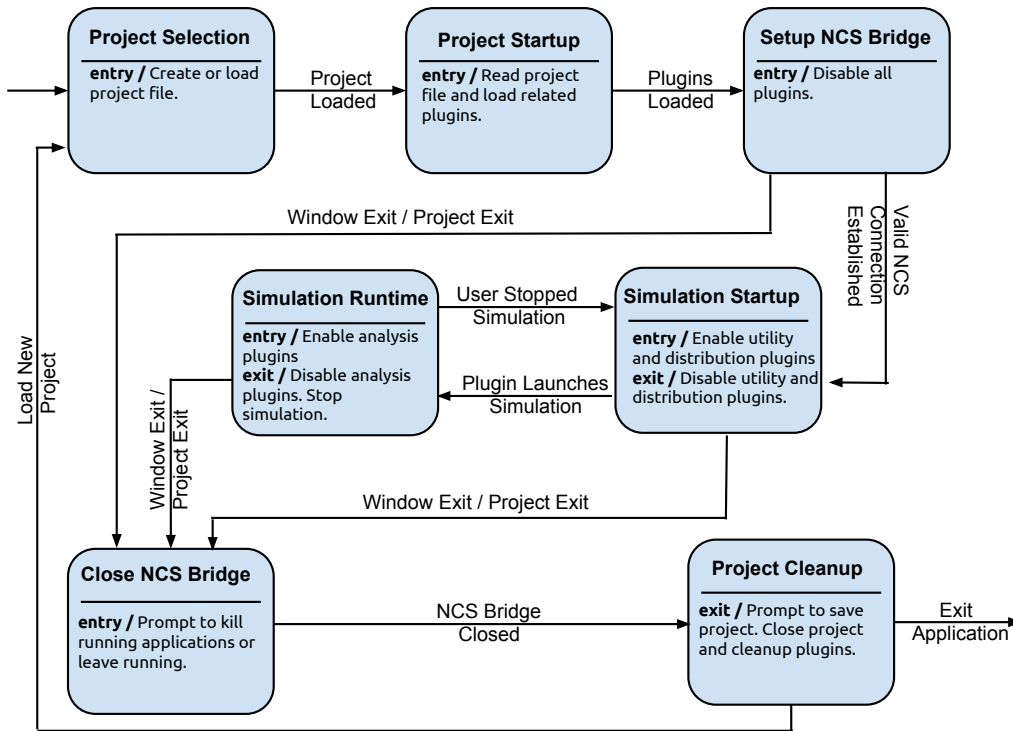 Project Selection
entry / Create or load
project file.
Project
Loaded
Project Startup
entry / Read project
file and load related
plugins.
Plugins
Loaded
Setup NCS Bridge
entry / Disable all
plugins.
Window Exit / Project Exit
Valid NCS
Connection
Established
Simulation Runtime
entry / Enable analysis
plugins
exit / Disable analysis
plugins. Stop
simulation.
User Stopped
Simulation
Plugin Launches
Simulation
Simulation Startup
entry / Enable utility
and distribution plugins
exit / Disable utility and
distribution plugins.
Load New
Project
Window Exit /
Project Exit
Window Exit / Project Exit
Close NCS Bridge
entry / Prompt to kill
running applications or
leave running.
NCS Bridge
Closed
Project Cleanup
exit / Prompt to save
project. Close project
and cleanup plugins.
Exit
Application